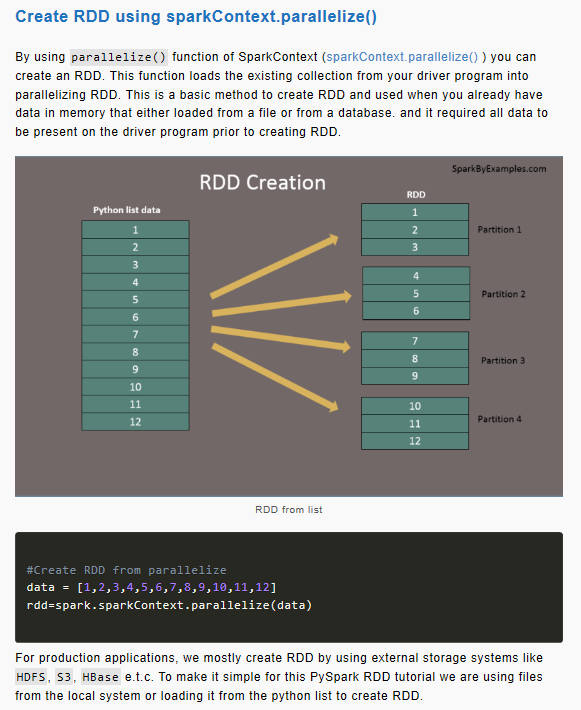 Create RDD using sparkContext.parallelize()
By using parallelize() function of SparkContext (sparkContext.parallelize() ) you can
create an RDD. This function loads the existing collection from your driver program into
parallelizing RDD. This is a basic method to create RDD and used when you already have
data in memory that either loaded from a file or from a database. and it required all data to
be present on the driver program prior to creating RDD.
SparkByExamples.com
RDD Creation
Python list data
1
2
3
4
5
6
7
8
9
10
11
12
RDD
1
2
3
Partition 1
4
5
6
Partition 2
7
8
9
Partition 3
10
11
12
Partition 4
RDD from list
#Create RDD from parallelize
data = [1,2,3,4,5,6,7,8,9,10,11,12]
rdd=spark.sparkContext.parallelize(data)
For production applications, we mostly create RDD by using external storage systems like
HDFS, S3, HBase e.t.c. To make it simple for this PySpark RDD tutorial we are using files
from the local system or loading it from the python list to create RDD.